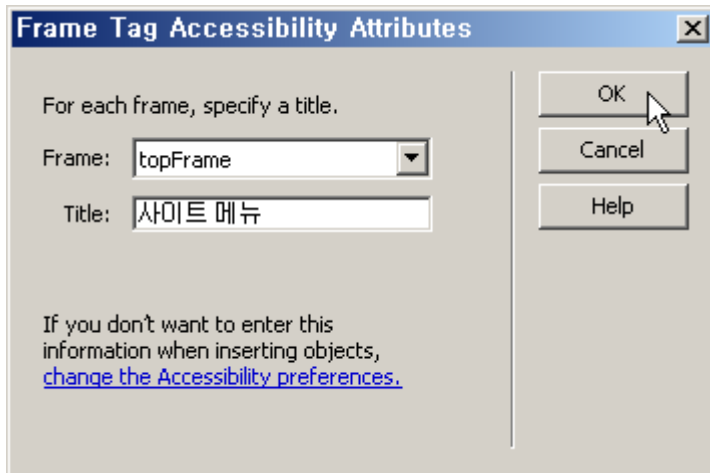 Frame Tag Accessibility Attributes
For each frame, specify a title.
Frame: topFrame
Title: 사이트 메뉴
If you don't want to enter this
information when inserting objects,
change the Accessibility preferences.
OK
Cancel
Help